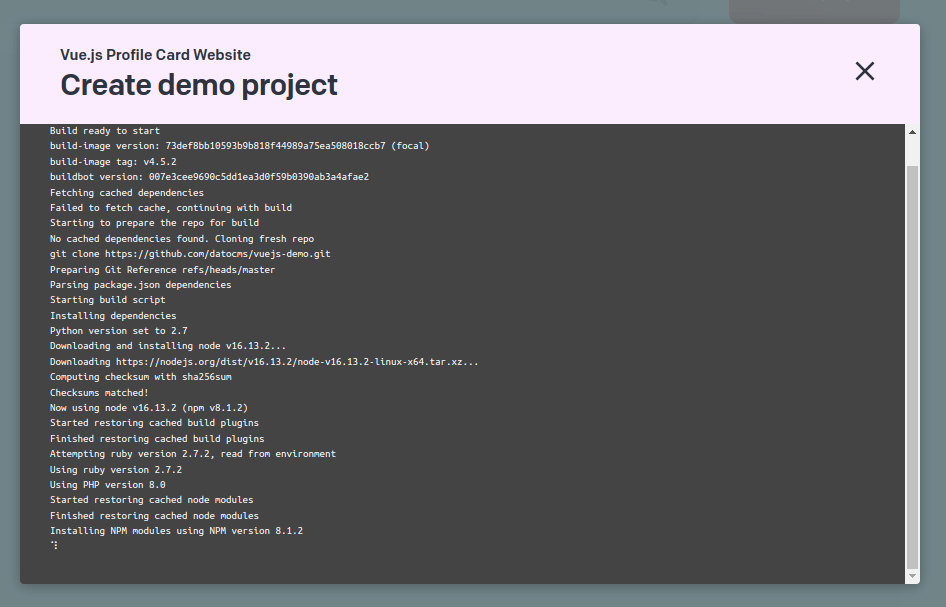 Vue.js Profile Card Website
Create demo project
Build ready to start
build-image version: 73def8bb10593b9b818f44989a75ea508018ccb7 (focal)
build-image tag: v4.5.2
buildbot version: 007e3cee9690c5dd1ea3d0f59b0390ab3a4afae2
Fetching cached dependencies
Failed to fetch cache, continuing with build
Starting to prepare the repo for build
No cached dependencies found. Cloning fresh repo
git clone https://github.com/datocms/vuejs-demo.git
Preparing Git Reference refs/heads/master
Parsing package.json dependencies
Starting build script
Installing dependencies
Python version set to 2.7
Downloading and installing node v16.13.2...
Downloading https://nodejs.org/dist/v16.13.2/node-v16.13.2-linux-x64.tar.xz...
Computing checksum with sha256sum
Checksums matched!
Now using node v16.13.2 (npm v8.1.2)
Started restoring cached build plugins
Finished restoring cached build plugins
Attempting ruby version 2.7.2, read from environment
Using ruby version 2.7.2
Using PHP version 8.0
Started restoring cached node modules
Finished restoring cached node modules
Installing NPM modules using NPM version 8.1.2